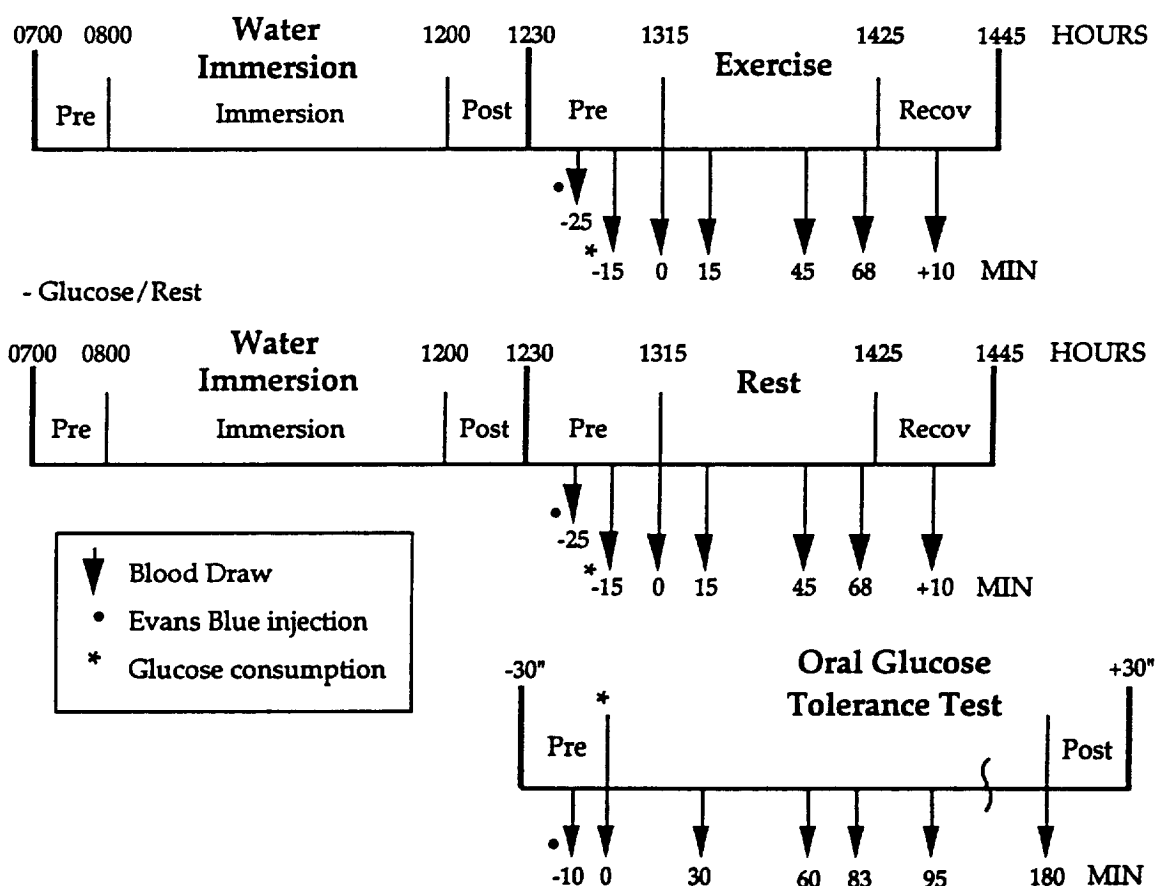 0700 0800 Water 1200 1230 1315 1425 1445 HOURS
Immersion Exercise
Pre Immersion Post Pre Recov
•
-25
*
-15 0 15 45 68 +10 MIN
- Glucose/Rest
0700 0800 Water 1200 1230 1315 1425 1445 HOURS
Immersion Rest
Pre Immersion Post Pre Recov
•
-25
*
-15 0 15 45 68 +10 MIN
Blood Draw
• Evans Blue injection
* Glucose consumption
-30" Oral Glucose +30"
* Tolerance Test
Pre Post
•
-10 0 30 60 83 95 180 MIN